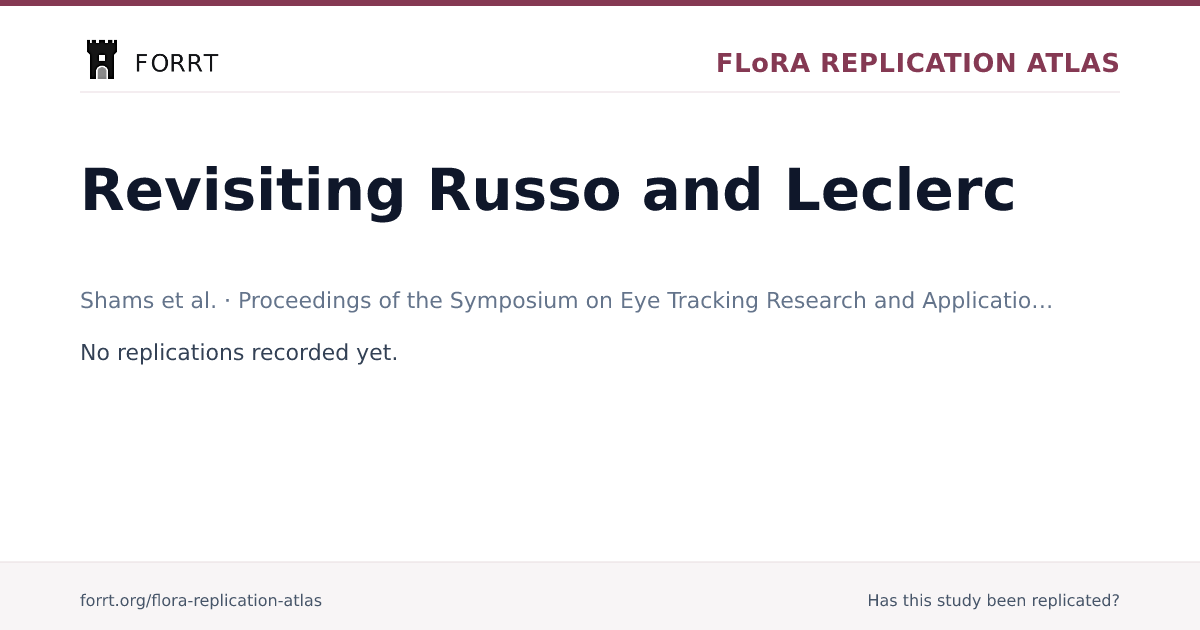 FORRT
FLoRA REPLICATION ATLAS
Revisiting Russo and Leclerc
Shams et al. · Proceedings of the Symposium on Eye Tracking Research and Applicatio…
No replications recorded yet.
forrt.org/flora-replication-atlas
Has this study been replicated?